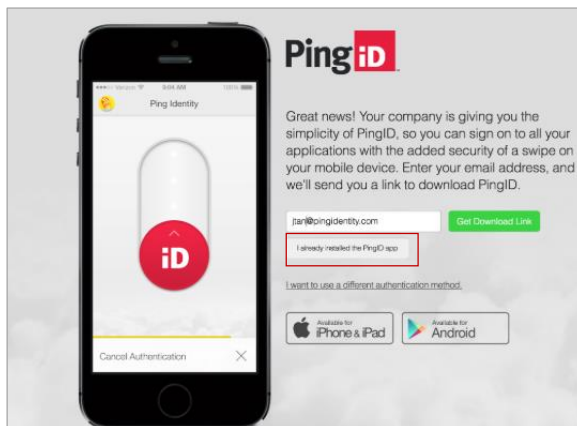 Verizon 9:04 AM 100%
Ping Identity
iD
Cancel Authentication
Ping iD
Great news! Your company is giving you the
simplicity of PingID, so you can sign on to all your
applications with the added security of a swipe on
your mobile device. Enter your email address, and
we'll send you a link to download PingID.
jtan@pingidentity.com Get Download Link
I already installed the PingID app
I want to use a different authentication method.
Available for
iPhone & iPad
Available for
Android